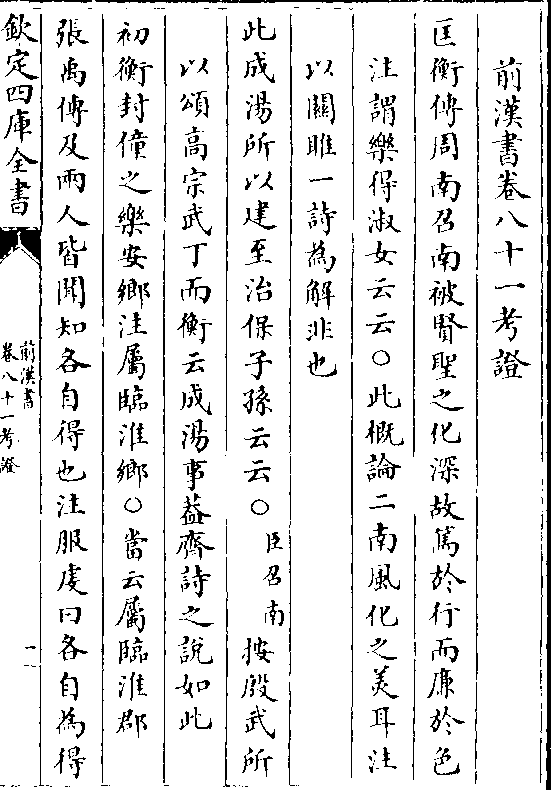 前漢書卷八十一考證
匡衡傳周南召南被賢聖之化深故篤於行而廉於色
注謂樂得淑女云云○此概論二南風化之美耳注
以關雎一詩為解非也
此成湯所以建至治保子孫云云○臣召南按殷武所
以頌高宗武丁而衡云成湯事葢齊詩之說如此
初衡封僮之樂安鄉注屬臨淮鄉○當云屬臨淮郡
張禹傳及兩人皆聞知各自得也注服虔曰各自為得
欽定四庫全書
前漢書
卷八十一考證
一